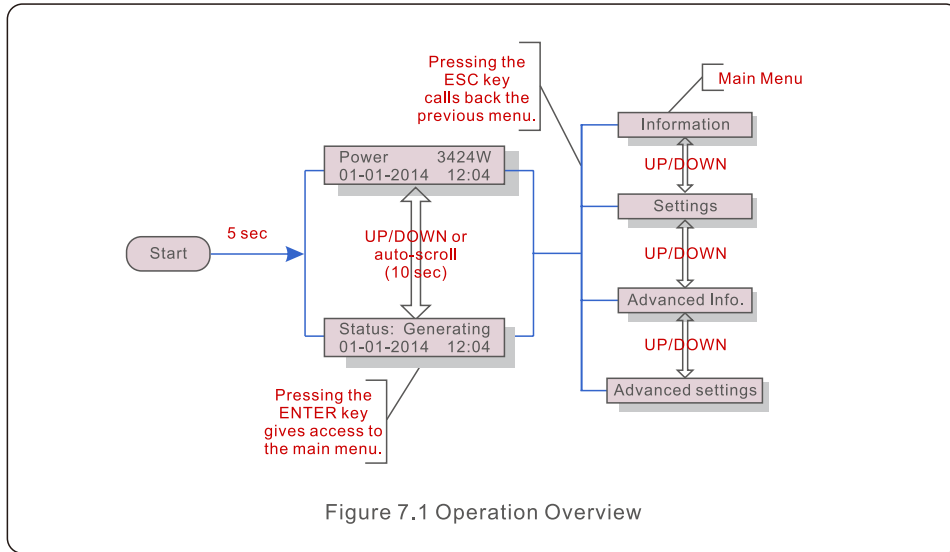 Pressing the
ESC key
calls back the
previous menu.
Main Menu
Information
UP/DOWN
Settings
UP/DOWN
Advanced Info.
UP/DOWN
Advanced settings
Start
5 sec
Power 3424W
01-01-2014 12:04
UP/DOWN or
auto-scroll
(10 sec)
Status: Generating
01-01-2014 12:04
Pressing the
ENTER key
gives access to
the main menu.
Figure 7.1 Operation Overview